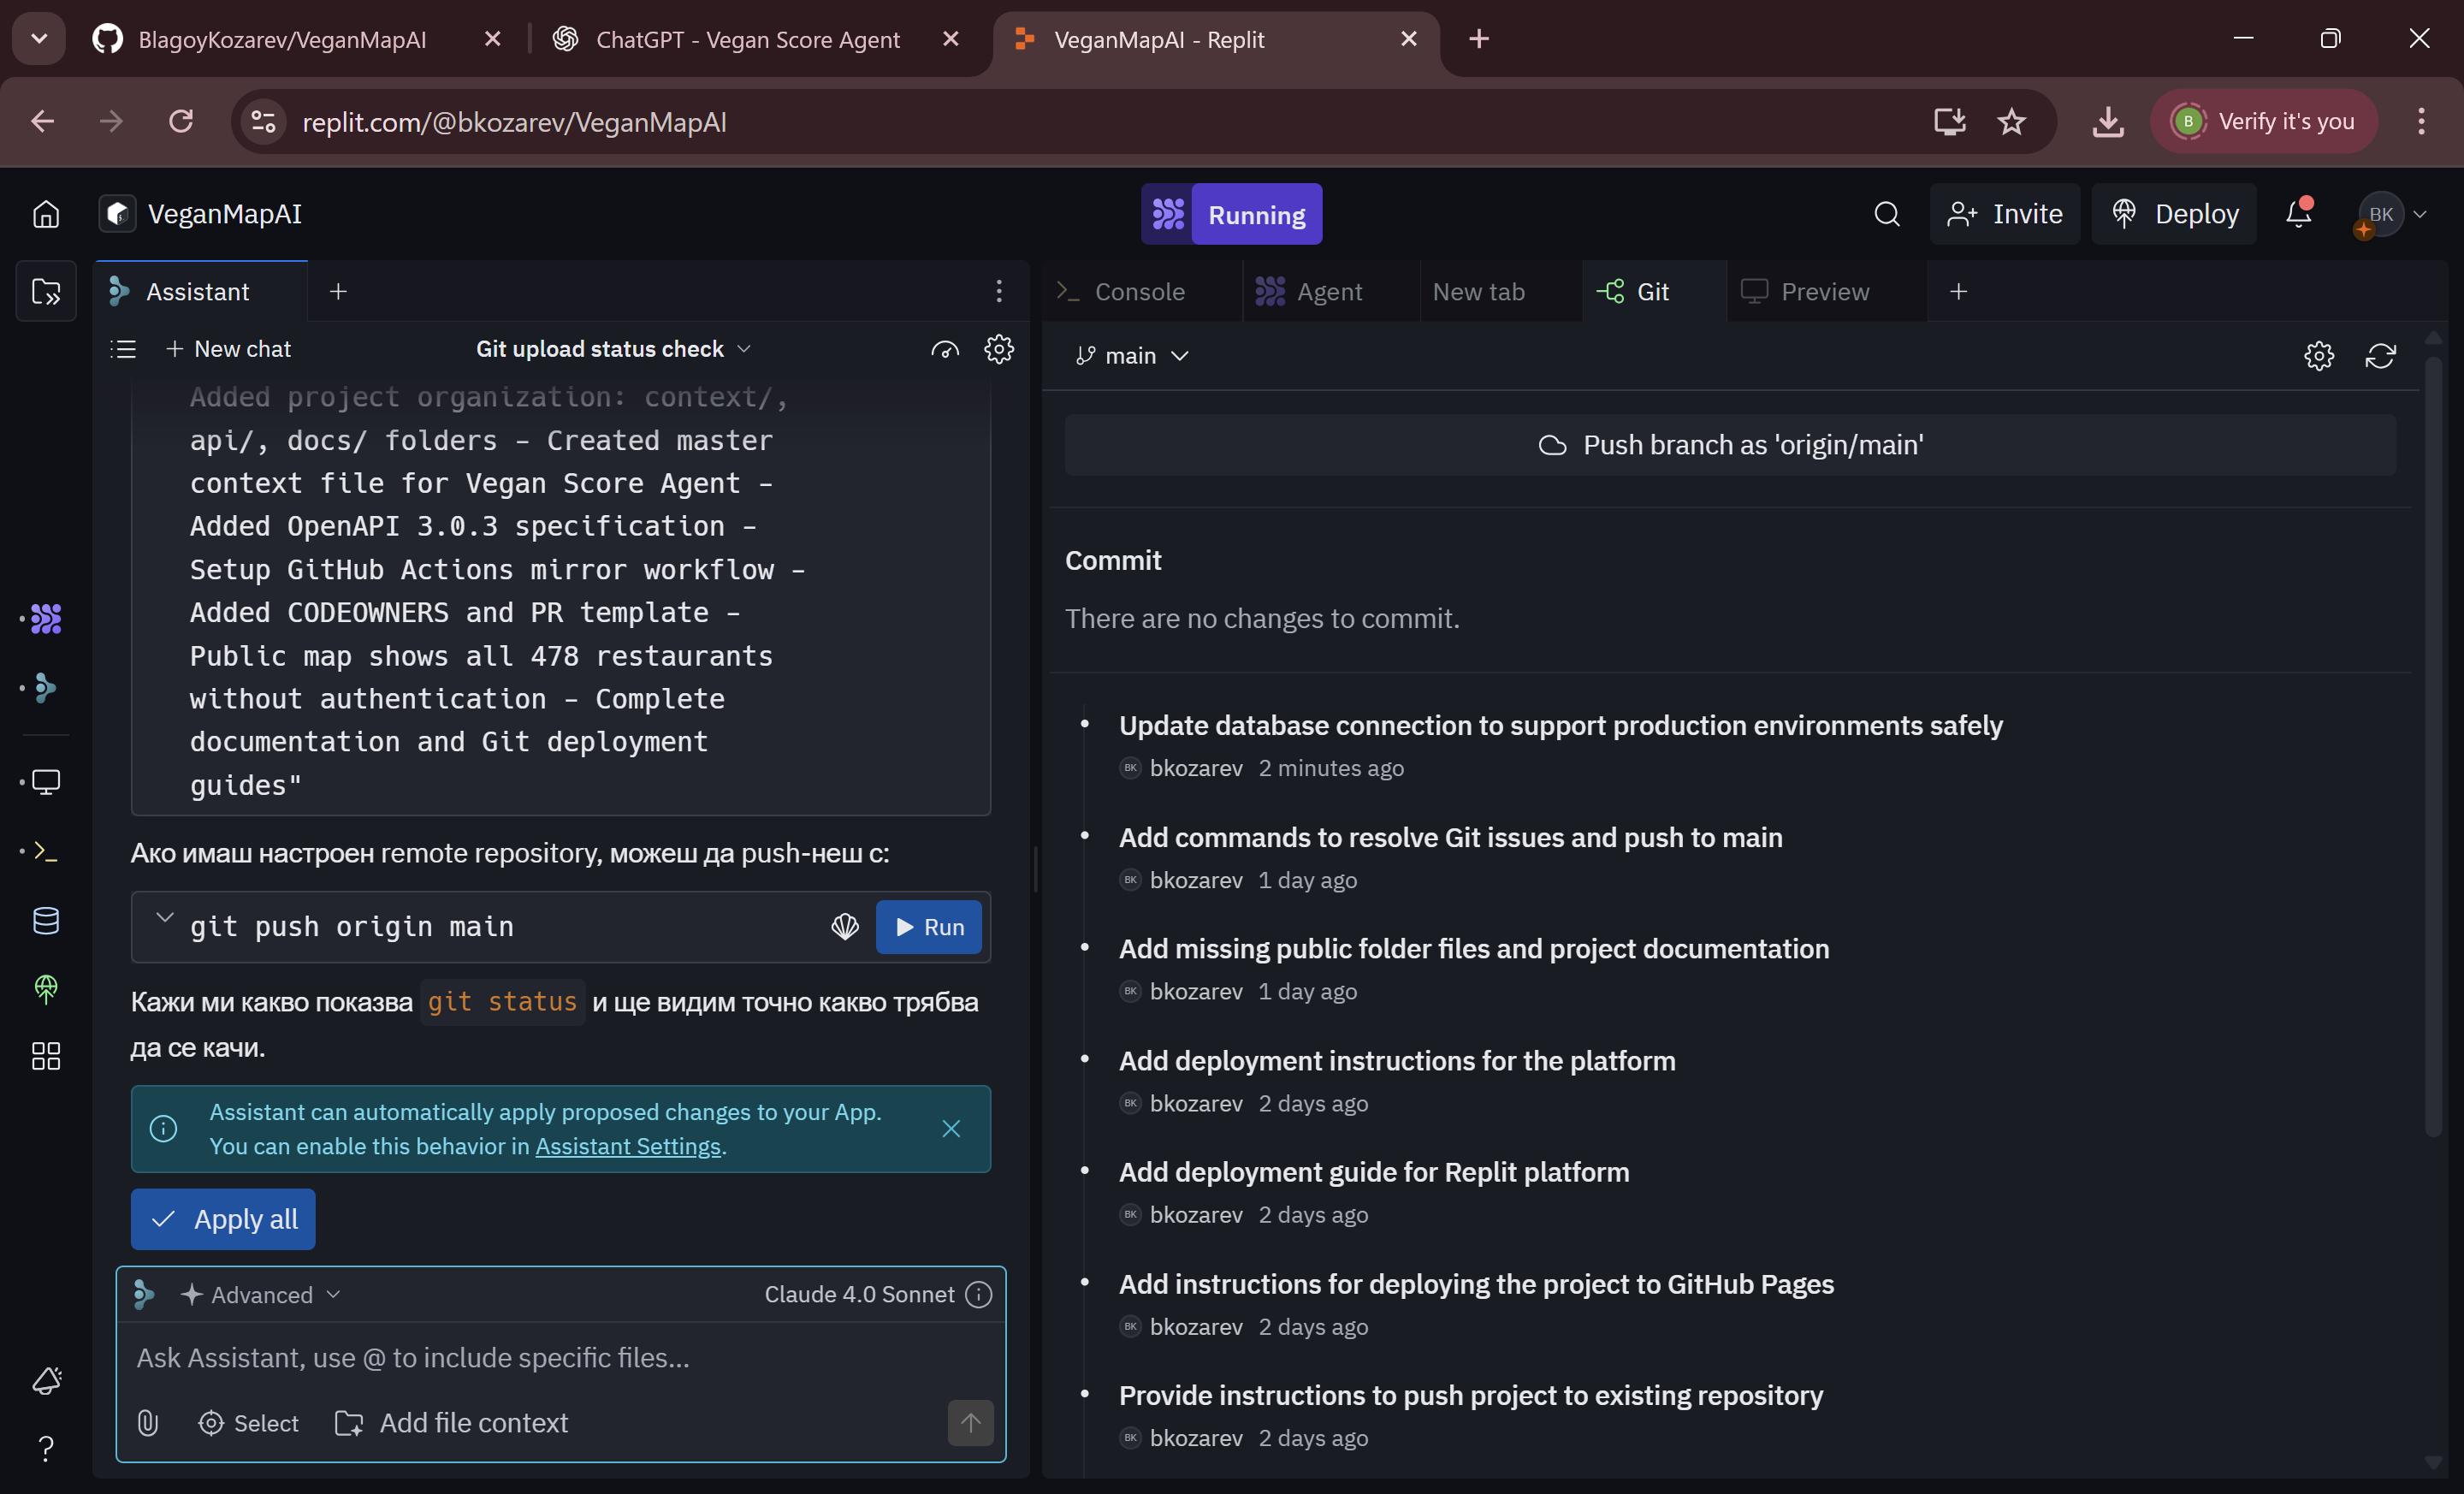 BlagoyKozarev/VeganMapAI
ChatGPT - Vegan Score Agent
VeganMapAI - Replit
replit.com/@bkozarev/VeganMapAI
B
Verify it's you
VeganMapAI
Running
Invite
Deploy
BK
Assistant
New chat
Git upload status check
Added project organization: context/,
api/, docs/ folders - Created master
context file for Vegan Score Agent -
Added OpenAPI 3.0.3 specification -
Setup GitHub Actions mirror workflow -
Added CODEOWNERS and PR template -
Public map shows all 478 restaurants
without authentication - Complete
documentation and Git deployment
guides"
Ако имаш настроен remote repository, можеш да push-неш с:
git push origin main
Run
Кажи ми какво показва git status и ще видим точно какво трябва
да се качи.
Assistant can automatically apply proposed changes to your App.
You can enable this behavior in Assistant Settings.
Apply all
Advanced
Claude 4.0 Sonnet
Ask Assistant, use @ to include specific files...
Select
Add file context
Console
Agent
New tab
Git
Preview
main
Push branch as 'origin/main'
Commit
There are no changes to commit.
Update database connection to support production environments safely
BK bkozarev 2 minutes ago
Add commands to resolve Git issues and push to main
BK bkozarev 1 day ago
Add missing public folder files and project documentation
BK bkozarev 1 day ago
Add deployment instructions for the platform
BK bkozarev 2 days ago
Add deployment guide for Replit platform
BK bkozarev 2 days ago
Add instructions for deploying the project to GitHub Pages
BK bkozarev 2 days ago
Provide instructions to push project to existing repository
BK bkozarev 2 days ago